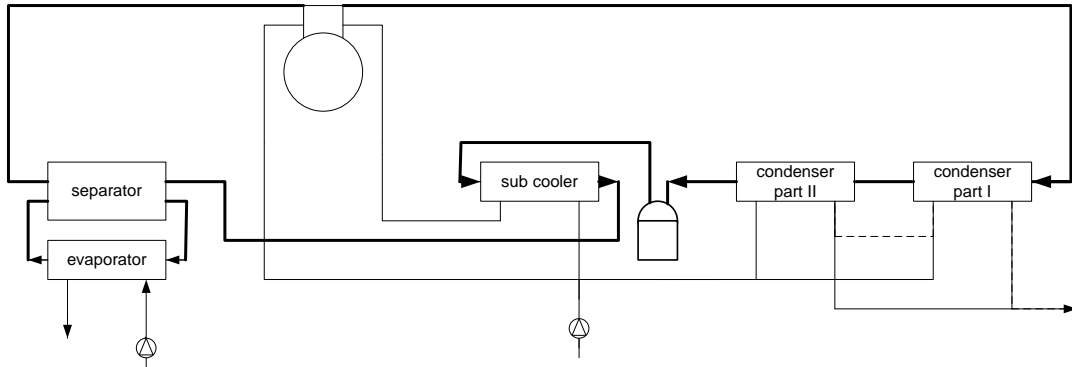 separator
evaporator
sub cooler
condenser
part II
condenser
part I